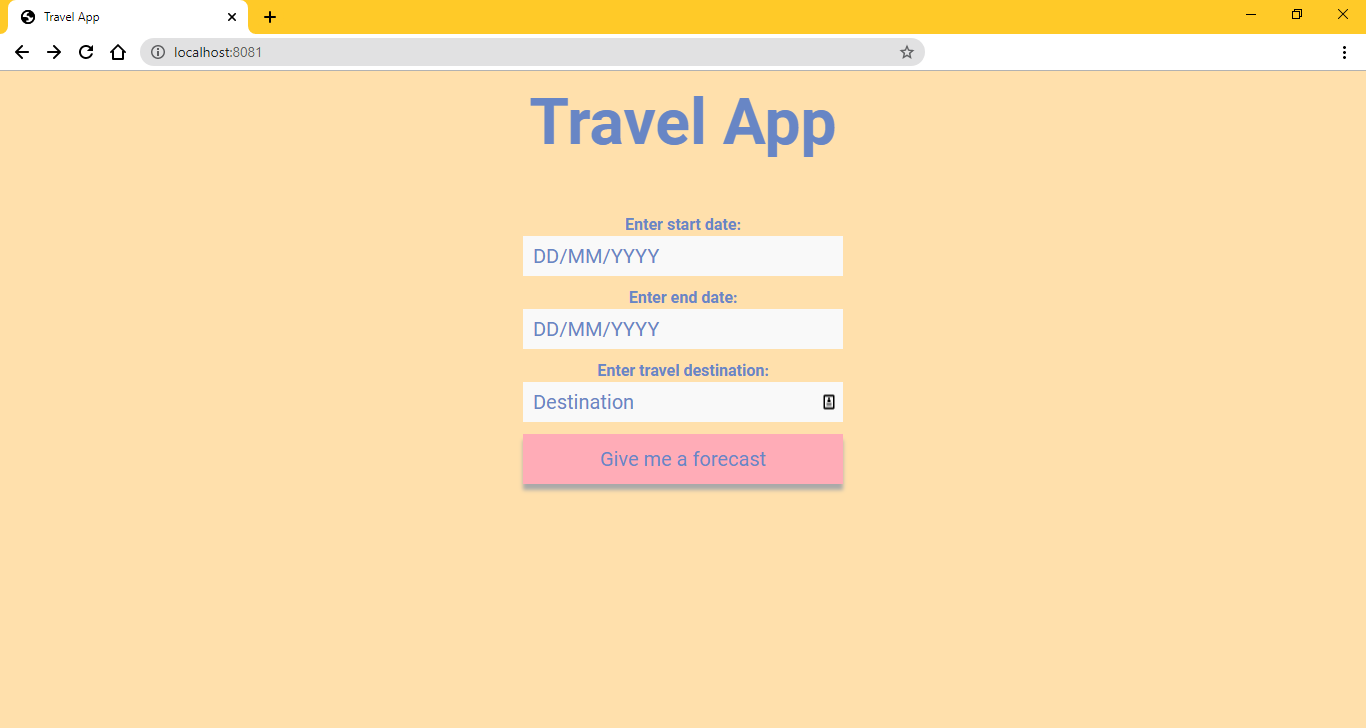 Travel App
localhost:8081
Travel App
Enter start date:
DD/MM/YYYY
Enter end date:
DD/MM/YYYY
Enter travel destination:
Destination
Give me a forecast